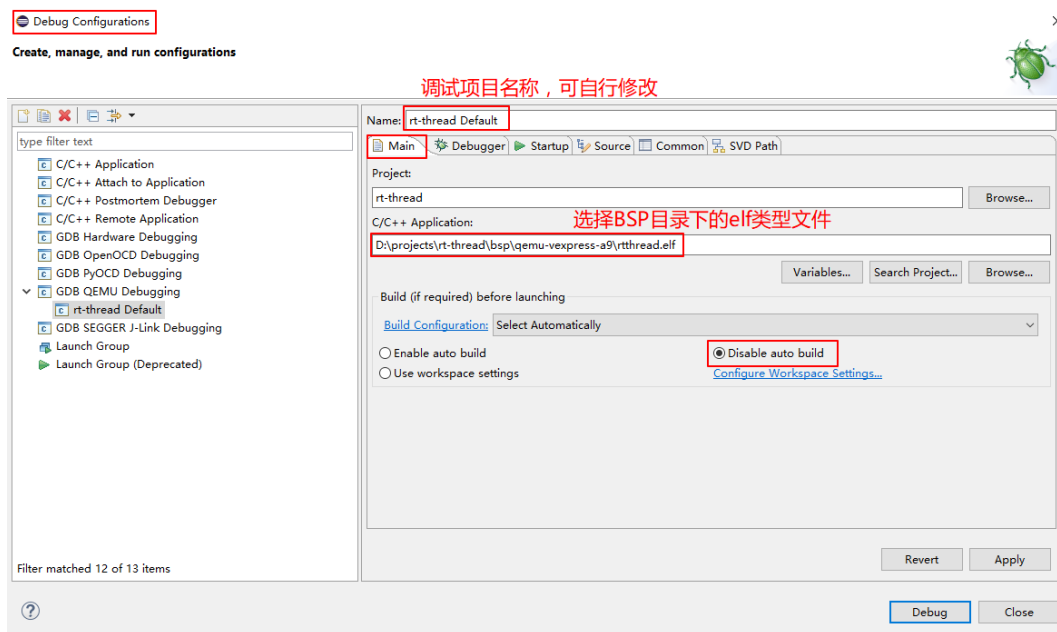 Debug Configurations
Create, manage, and run configurations
调试项目名称，可自行修改
Name: rt-thread Default
type filter text
C/C++ Application
C/C++ Attach to Application
C/C++ Postmortem Debugger
C/C++ Remote Application
GDB Hardware Debugging
GDB OpenOCD Debugging
GDB PyOCD Debugging
GDB QEMU Debugging
rt-thread Default
GDB SEGGER J-Link Debugging
Launch Group
Launch Group (Deprecated)
Filter matched 12 of 13 items
Main Debugger Startup Source Common SVD Path
Project:
rt-thread Browse...
C/C++ Application:
选择BSP目录下的elf类型文件
D:\projects\rt-thread\bsp\qemu-vexpress-a9\rtthread.elf
Variables... Search Project... Browse...
Build (if required) before launching
Build Configuration: Select Automatically
Enable auto build Disable auto build
Use workspace settings Configure Workspace Settings...
Revert Apply
Debug Close